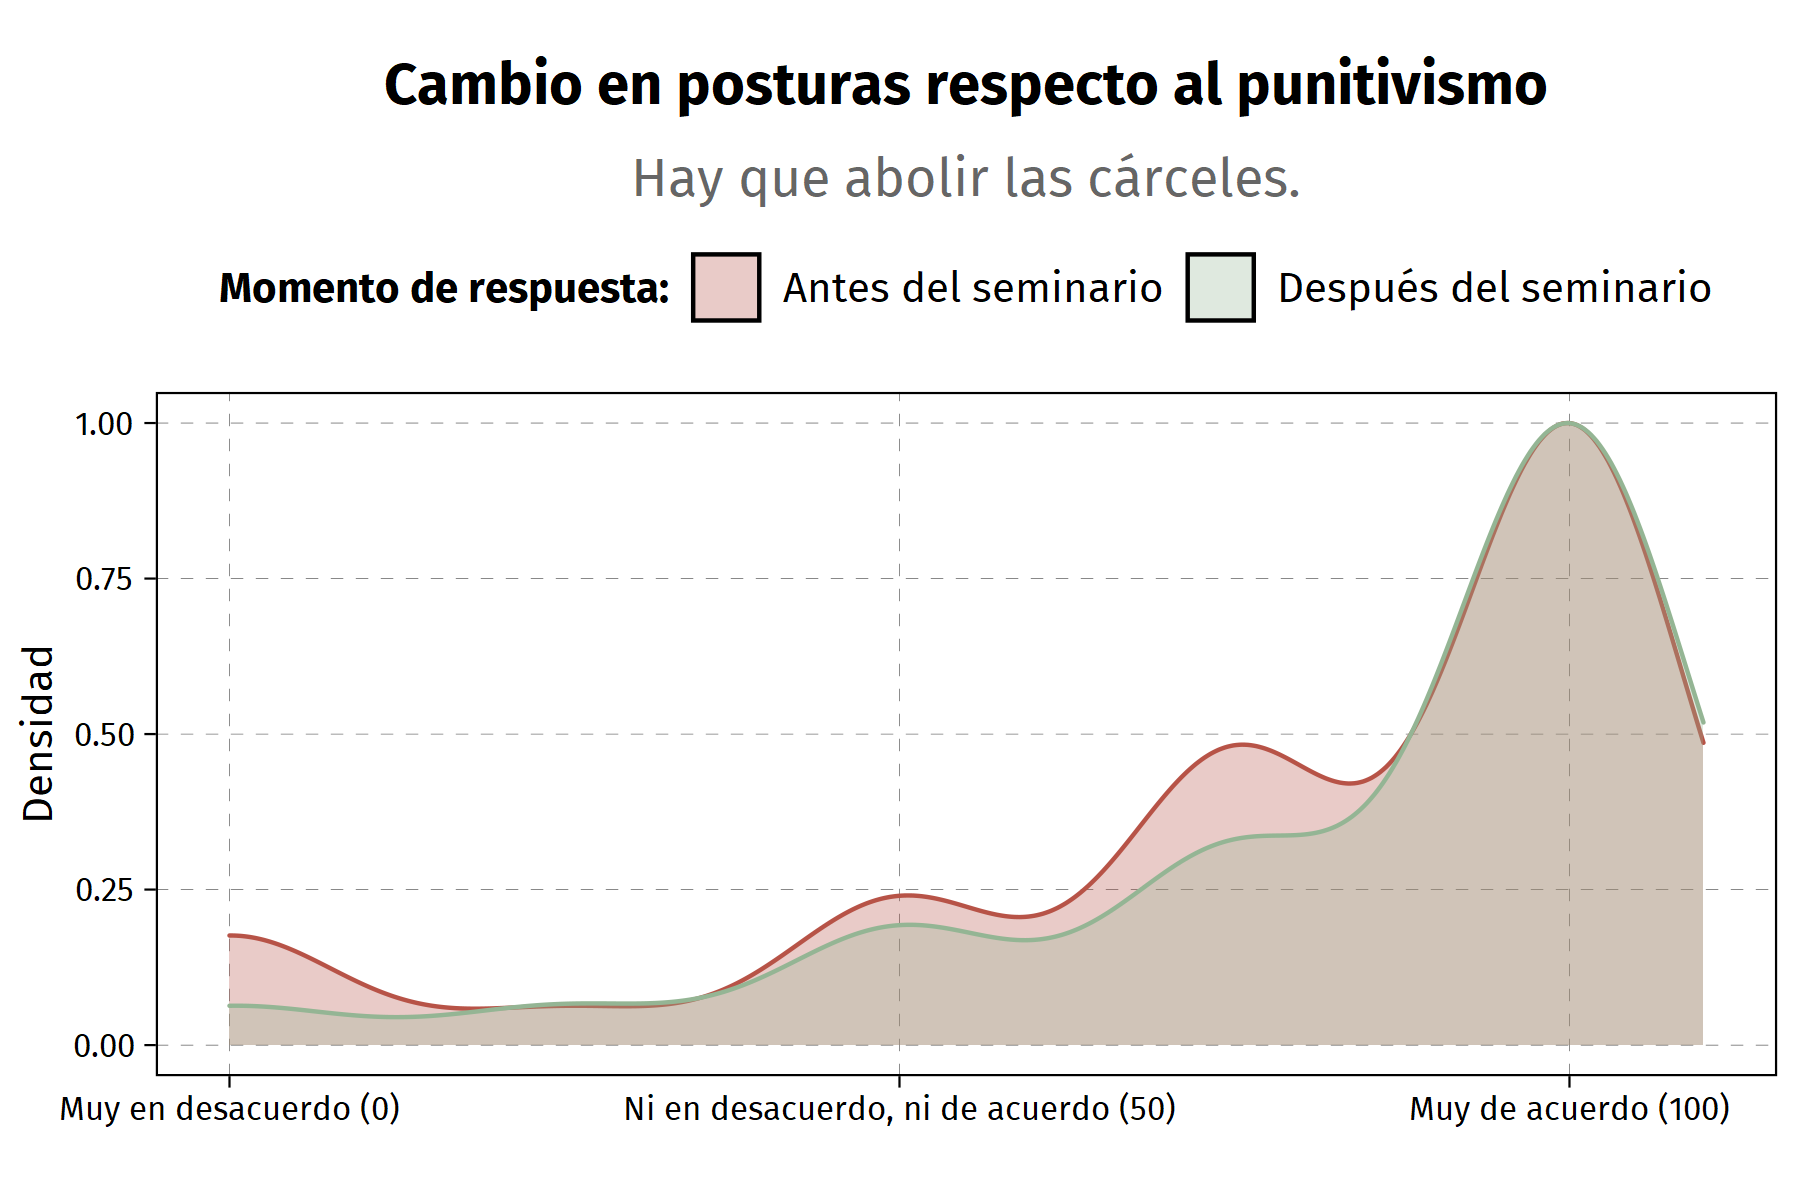 Cambio en posturas respecto al punitivismo
Hay que abolir las cárceles.
Momento de respuesta: Antes del seminario Después del seminario
Densidad
1.00
0.75
0.50
0.25
0.00
Muy en desacuerdo (0) Ni en desacuerdo, ni de acuerdo (50) Muy de acuerdo (100)